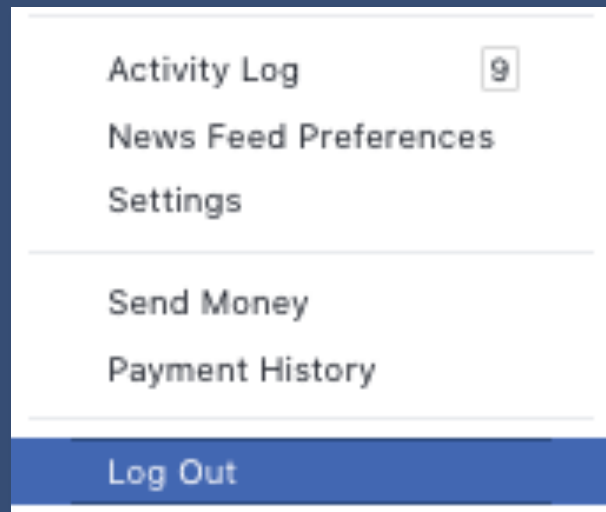 Activity Log 9
News Feed Preferences
Settings
Send Money
Payment History
Log Out